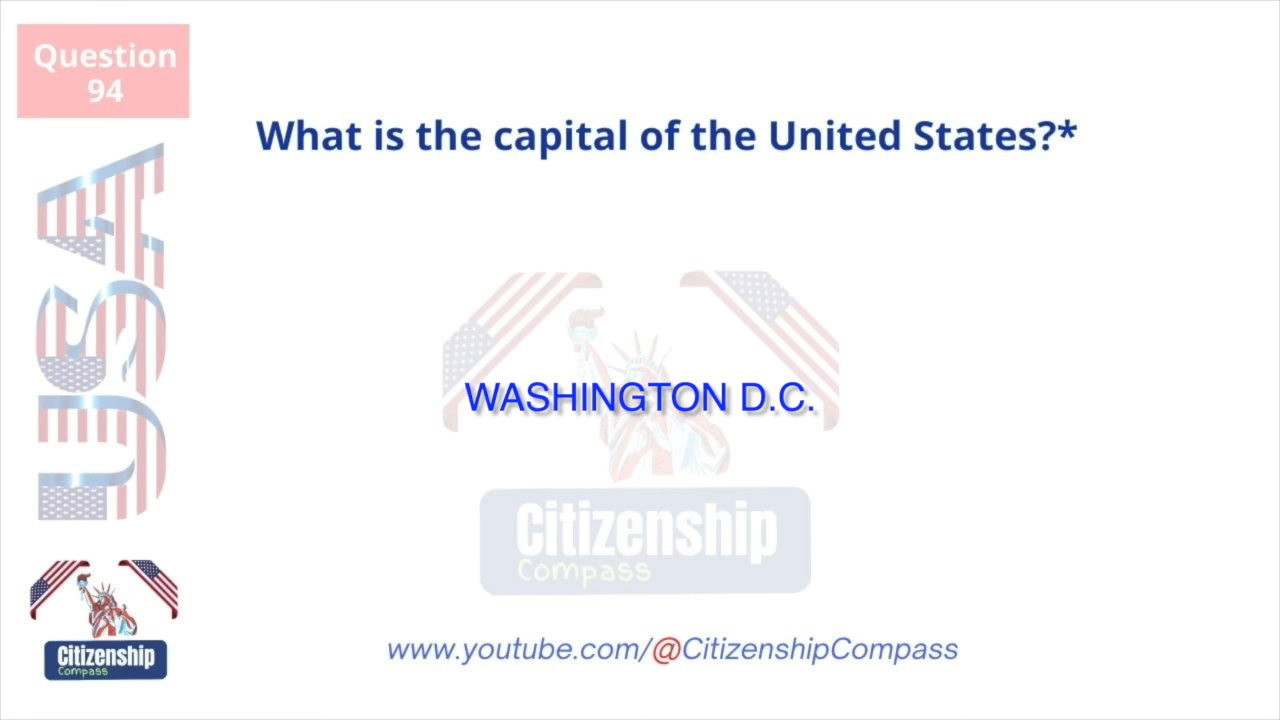 Question
94
What is the capital of the United States?*
USA
WASHINGTON D.C.
Citizenship
Compass
Citizenship
Compass
www.youtube.com/@CitizenshipCompass